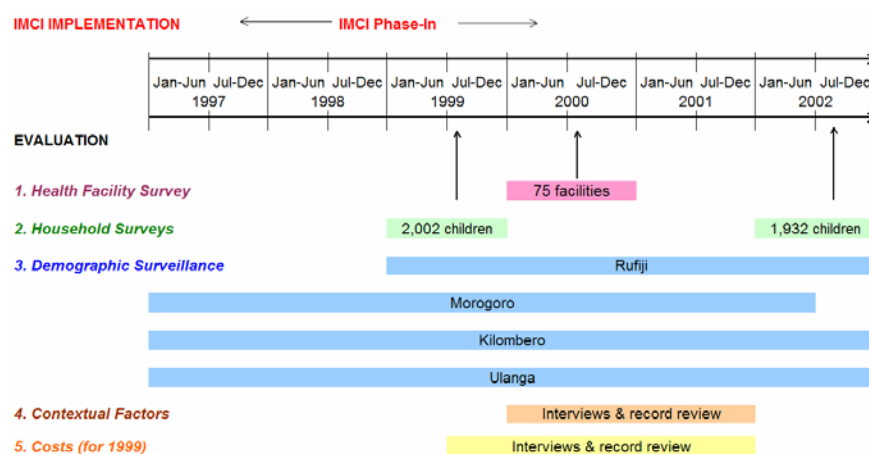 IMCI IMPLEMENTATION IMCI Phase-In
Jan-Jun Jul-Dec Jan-Jun Jul-Dec Jan-Jun Jul-Dec Jan-Jun Jul-Dec Jan-Jun Jul-Dec Jan-Jun Jul-Dec
1997 1998 1999 2000 2001 2002
EVALUATION
1. Health Facility Survey 75 facilities
2. Household Surveys 2,002 children 1,932 children
3. Demographic Surveillance Rufiji
Morogoro
Kilombero
Ulanga
4. Contextual Factors Interviews & record review
5. Costs (for 1999) Interviews & record review